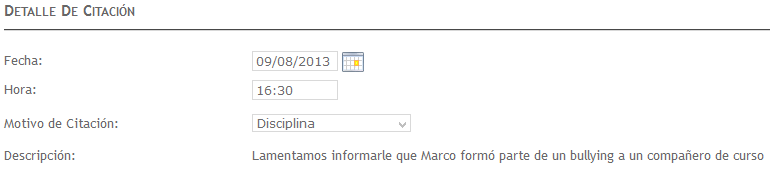 DETALLE DE CITACIÓN
Fecha: 09/08/2013
Hora: 16:30
Motivo de Citación: Disciplina
Descripción: Lamentamos informarle que Marco formó parte de un bullying a un compañero de curso